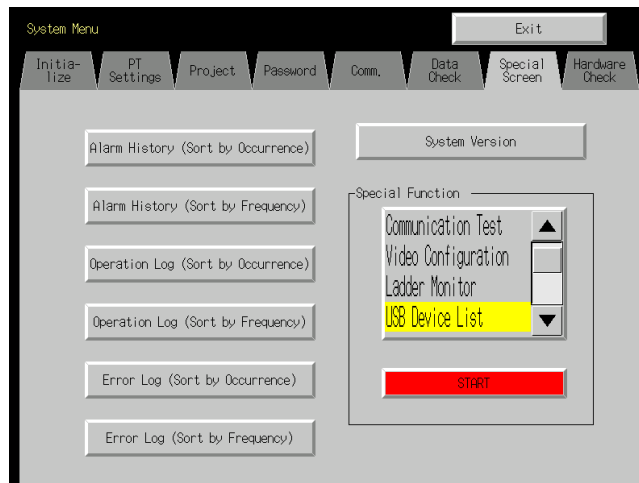 System Menu
Exit
Initia-
lize
PT
Settings
Project
Password
Comm.
Data
Check
Special
Screen
Hardware
Check
Alarm History (Sort by Occurrence)
Alarm History (Sort by Frequency)
Operation Log (Sort by Occurrence)
Operation Log (Sort by Frequency)
Error Log (Sort by Occurrence)
Error Log (Sort by Frequency)
System Version
Special Function
Communication Test
Video Configuration
Ladder Monitor
USB Device List
START